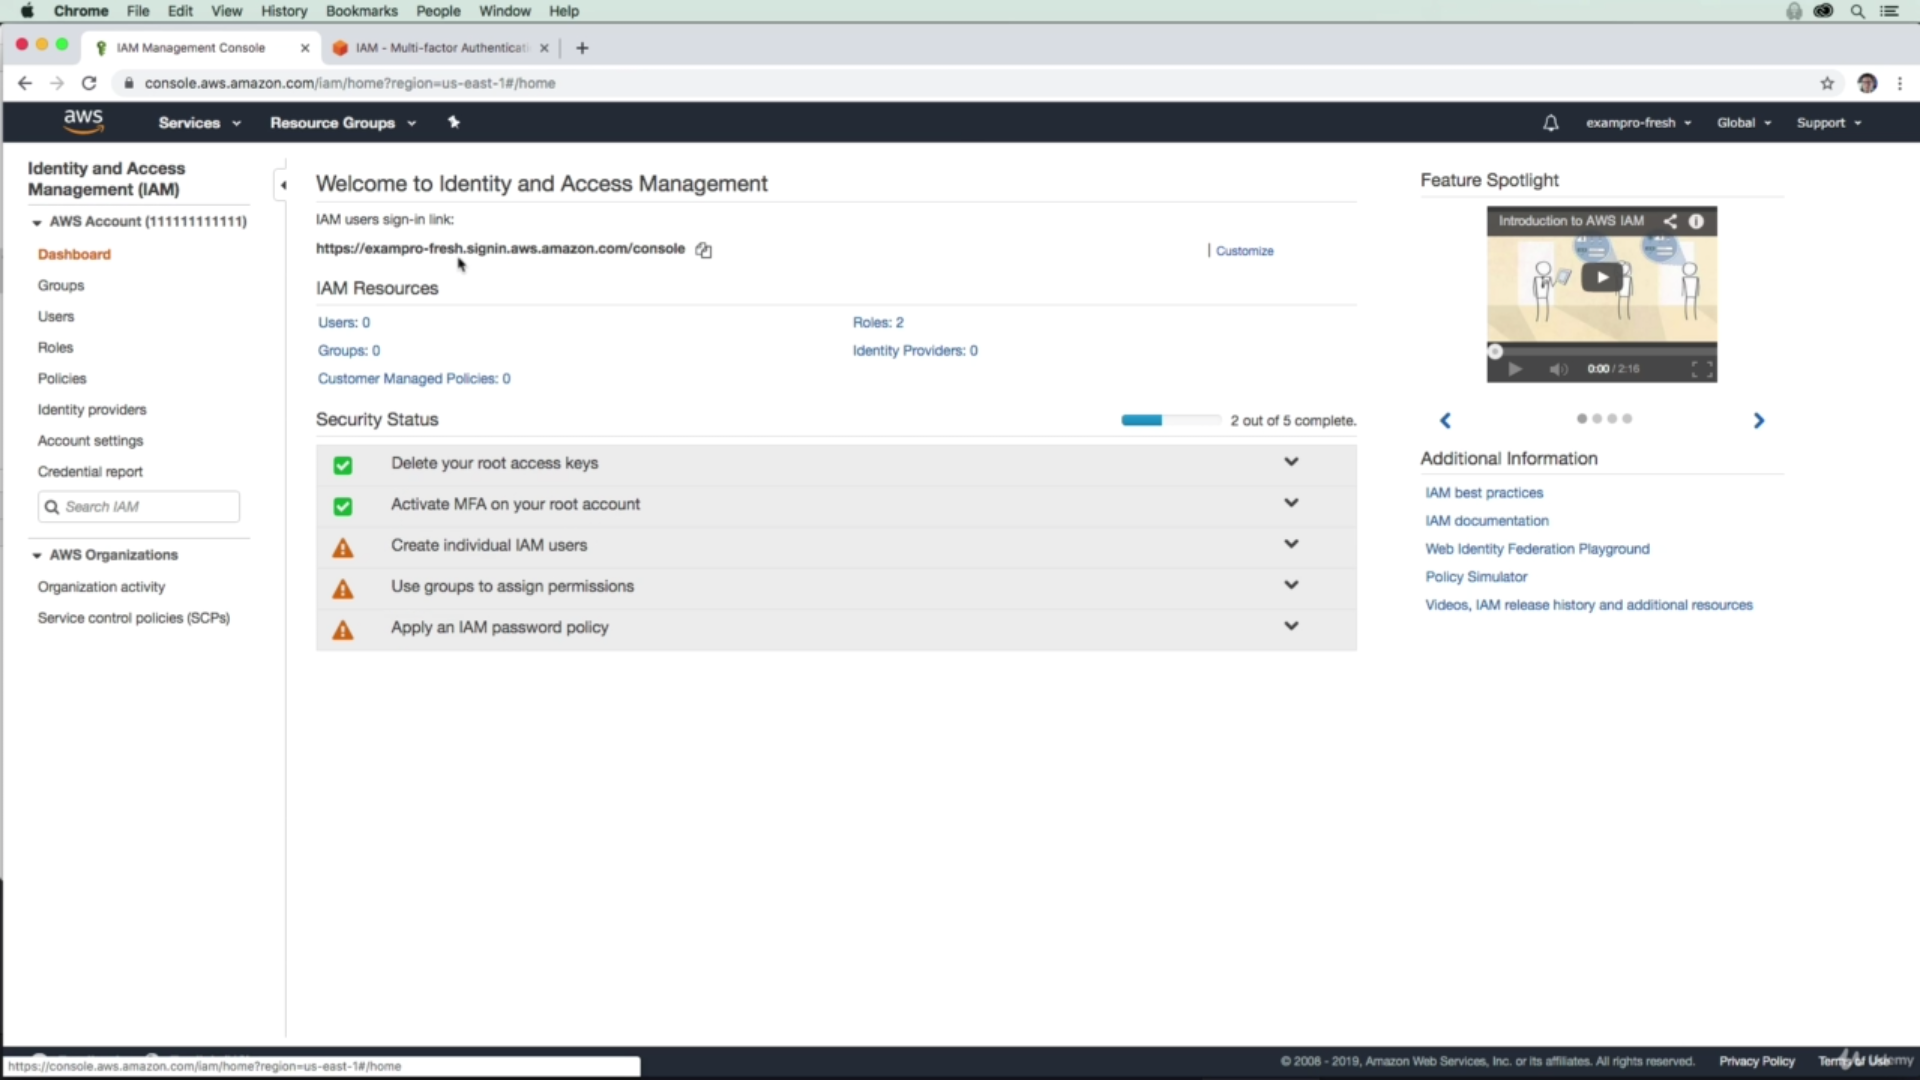 Chrome File Edit View History Bookmarks People Window Help
IAM Management Console
IAM - Multi-factor Authenticati
console.aws.amazon.com/iam/home?region=us-east-1#/home
aws
Services
Resource Groups
exampro-fresh
Global
Support
Identity and Access
Management (IAM)
AWS Account (111111111111)
Dashboard
Groups
Users
Roles
Policies
Identity providers
Account settings
Credential report
Search IAM
AWS Organizations
Organization activity
Service control policies (SCPs)
Welcome to Identity and Access Management
IAM users sign-in link:
https://exampro-fresh.signin.aws.amazon.com/console
Customize
IAM Resources
Users: 0
Roles: 2
Groups: 0
Identity Providers: 0
Customer Managed Policies: 0
Security Status
2 out of 5 complete.
Delete your root access keys
Activate MFA on your root account
Create individual IAM users
Use groups to assign permissions
Apply an IAM password policy
Feature Spotlight
Introduction to AWS IAM
0:00 / 2:16
Additional Information
IAM best practices
IAM documentation
Web Identity Federation Playground
Policy Simulator
Videos, IAM release history and additional resources
https://console.aws.amazon.com/iam/home?region=us-east-1#/home
© 2008 - 2019, Amazon Web Services, Inc. or its affiliates. All rights reserved.
Privacy Policy
Terms of Use